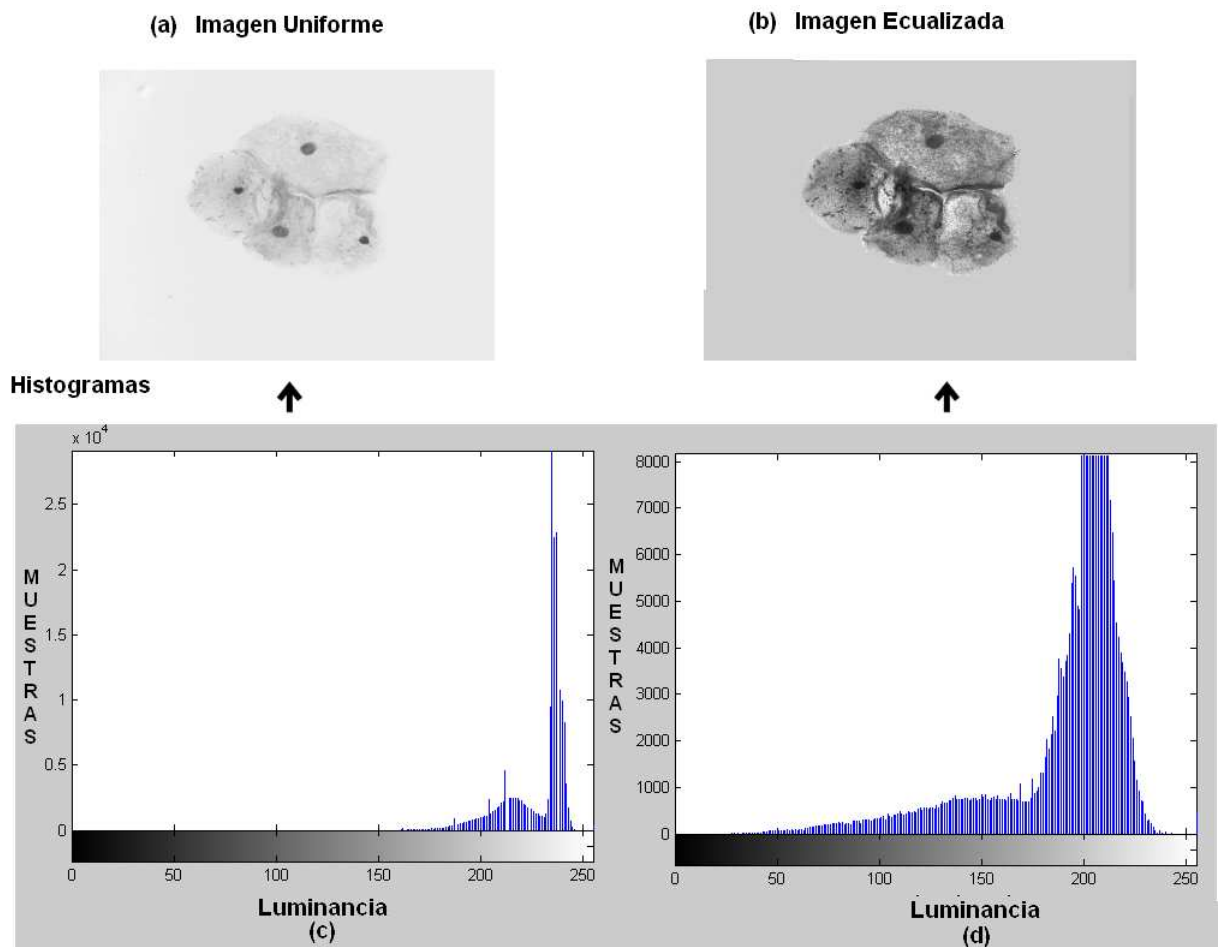 (a) Imagen Uniforme
(b) Imagen Ecualizada
Histogramas
x 10^4
2.5
2
1.5
1
0.5
0
MUESTRAS
0 50 100 150 200 250
Luminancia
(c)
8000
7000
6000
5000
4000
3000
2000
1000
0
MUESTRAS
0 50 100 150 200 250
Luminancia
(d)